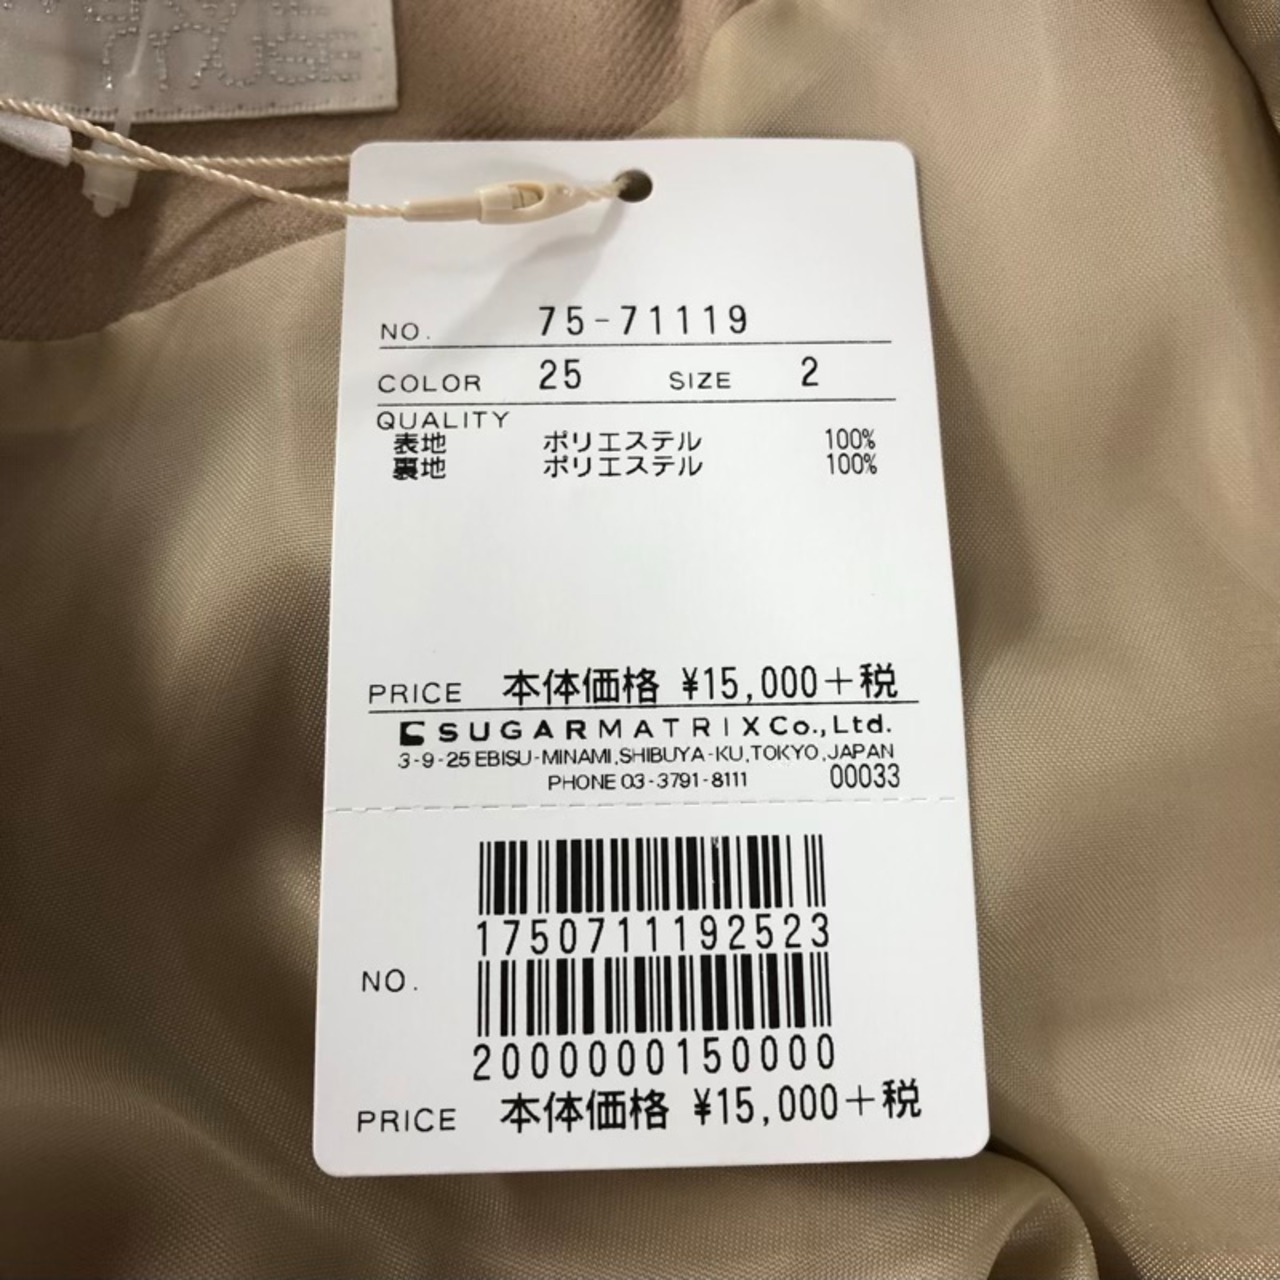 NO. 75-71119
COLOR 25 SIZE 2
QUALITY
表地 ポリエステル 100%
裏地 ポリエステル 100%
PRICE 本体価格 ¥15,000+税
SUGARMATRIX Co., Ltd.
3-9-25 EBISU-MINAMI, SHIBUYA-KU, TOKYO, JAPAN
PHONE 03-3791-8111 00033
1750711192523
NO.
2000000150000
PRICE 本体価格 ¥15,000+税